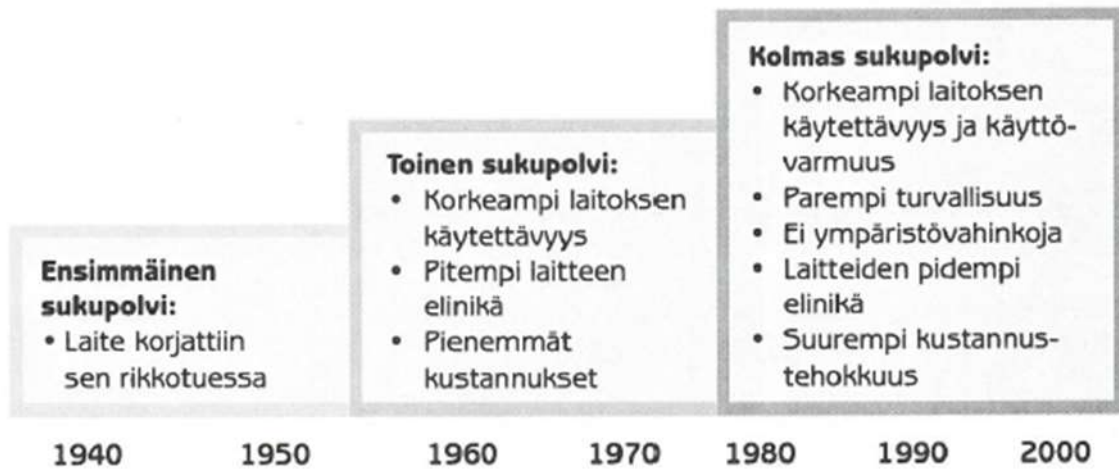 Ensimmäinen
sukupolvi:
• Laite korjattiin
sen rikkotuessa
Toinen sukupolvi:
• Korkeampi laitoksen
käytettävyys
• Pitempi laitteen
elinikä
• Pienemmät
kustannukset
Kolmas sukupolvi:
• Korkeampi laitoksen
käytettävyys ja käyttö-
varmuus
• Parempi turvallisuus
• Ei ympäristövahinkoja
• Laitteiden pidempi
elinikä
• Suurempi kustannus-
tehokkuus
1940 1950 1960 1970 1980 1990 2000